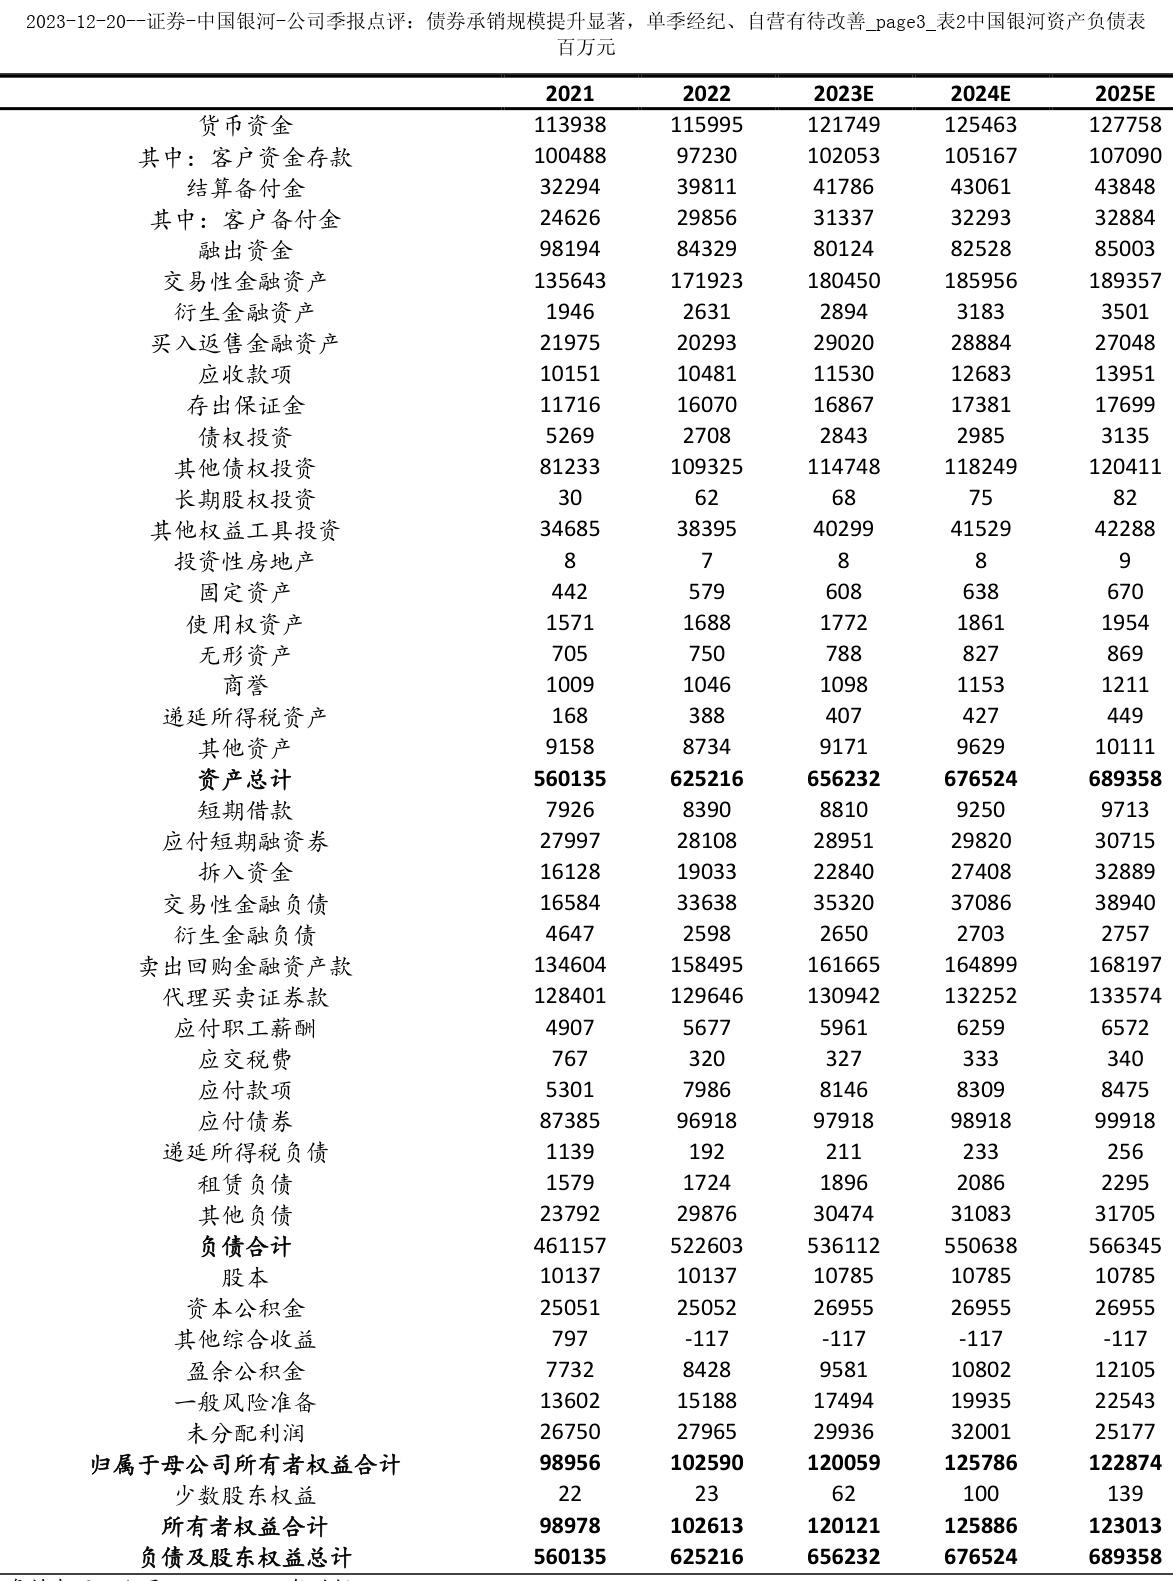 2023-12-20--证券-中国银河-公司季报点评：债券承销规模提升显著，单季经纪、自营有待改善_page3_表2中国银河资产负债表
百万元
2021 2022 2023E 2024E 2025E
货币资金 113938 115995 121749 125463 127758
其中：客户资金存款 100488 97230 102053 105167 107090
结算备付金 32294 39811 41786 43061 43848
其中：客户备付金 24626 29856 31337 32293 32884
融出资金 98194 84329 80124 82528 85003
交易性金融资产 135643 171923 180450 185956 189357
衍生金融资产 1946 2631 2894 3183 3501
买入返售金融资产 21975 20293 29020 28884 27048
应收款项 10151 10481 11530 12683 13951
存出保证金 11716 16070 16867 17381 17699
债权投资 5269 2708 2843 2985 3135
其他债权投资 81233 109325 114748 118249 120411
长期股权投资 30 62 68 75 82
其他权益工具投资 34685 38395 40299 41529 42288
投资性房地产 8 7 8 8 9
固定资产 442 579 608 638 670
使用权资产 1571 1688 1772 1861 1954
无形资产 705 750 788 827 869
商誉 1009 1046 1098 1153 1211
递延所得税资产 168 388 407 427 449
其他资产 9158 8734 9171 9629 10111
资产总计 560135 625216 656232 676524 689358
短期借款 7926 8390 8810 9250 9713
应付短期融资券 27997 28108 28951 29820 30715
拆入资金 16128 19033 22840 27408 32889
交易性金融负债 16584 33638 35320 37086 38940
衍生金融负债 4647 2598 2650 2703 2757
卖出回购金融资产款 134604 158495 161665 164899 168197
代理买卖证券款 128401 129646 130942 132252 133574
应付职工薪酬 4907 5677 5961 6259 6572
应交税费 767 320 327 333 340
应付款项 5301 7986 8146 8309 8475
应付债券 87385 96918 97918 98918 99918
递延所得税负债 1139 192 211 233 256
租赁负债 1579 1724 1896 2086 2295
其他负债 23792 29876 30474 31083 31705
负债合计 461157 522603 536112 550638 566345
股本 10137 10137 10785 10785 10785
资本公积金 25051 25052 26955 26955 26955
其他综合收益 797 -117 -117 -117 -117
盈余公积金 7732 8428 9581 10802 12105
一般风险准备 13602 15188 17494 19935 22543
未分配利润 26750 27965 29936 32001 25177
归属于母公司所有者权益合计 98956 102590 120059 125786 122874
少数股东权益 22 23 62 100 139
所有者权益合计 98978 102613 120121 125886 123013
负债及股东权益总计 560135 625216 656232 676524 689358